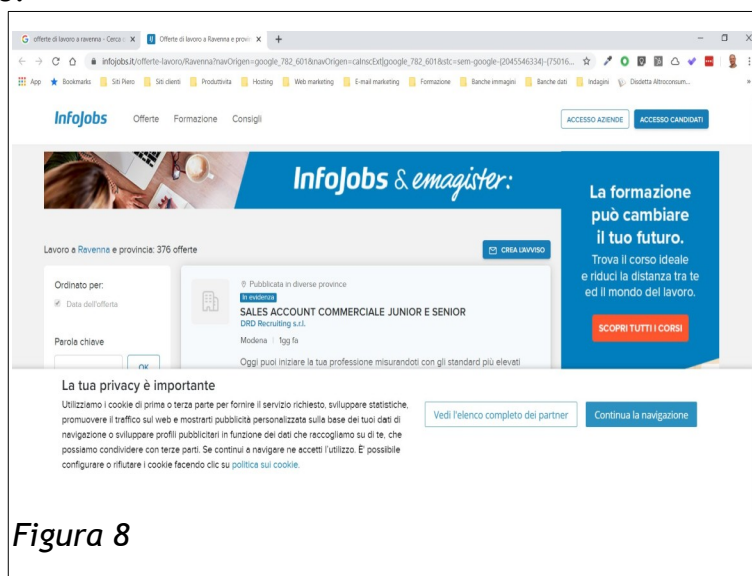 offerte di lavoro a ravenna - Cerca
Offerte di lavoro a Ravenna e provin
infojobs.it/offerte-lavoro/Ravenna?navOrigen=google_782_601&navOrigen=caInscExt|google_782_601&stc=sem-google-(2045546334)-(75016...
App Bookmarks Siti Piero Siti clienti Produttività Hosting Web marketing E-mail marketing Formazione Banche immagini Banche dati Indagini Disdetta Altroconsum... »
InfoJobs Offerte Formazione Consigli ACCESSO AZIENDE ACCESSO CANDIDATI
InfoJobs & emagister:
La formazione
può cambiare
il tuo futuro.
Trova il corso ideale
e riduci la distanza tra te
ed il mondo del lavoro.
SCOPRI TUTTI I CORSI
Lavoro a Ravenna e provincia: 376 offerte
CREA L'AVVISO
Ordinato per:
Data dell'offerta
Parola chiave
OK
Pubblicata in diverse province
In evidenza
SALES ACCOUNT COMMERCIALE JUNIOR E SENIOR
DRD Recruiting s.r.l.
Modena 1gg fa
Oggi puoi iniziare la tua professione misurandoti con gli standard più elevati
La tua privacy è importante
Utilizziamo i cookie di prima o terza parte per fornire il servizio richiesto, sviluppare statistiche,
promuovere il traffico sul web e mostrarti pubblicità personalizzata sulla base dei tuoi dati di
navigazione o sviluppare profili pubblicitari in funzione dei dati che raccogliamo su di te, che
possiamo condividere con terze parti. Se continui a navigare ne accetti l'utilizzo. E' possibile
configurare o rifiutare i cookie facendo clic su politica sui cookie.
Vedi l'elenco completo dei partner
Continua la navigazione
Figura 8